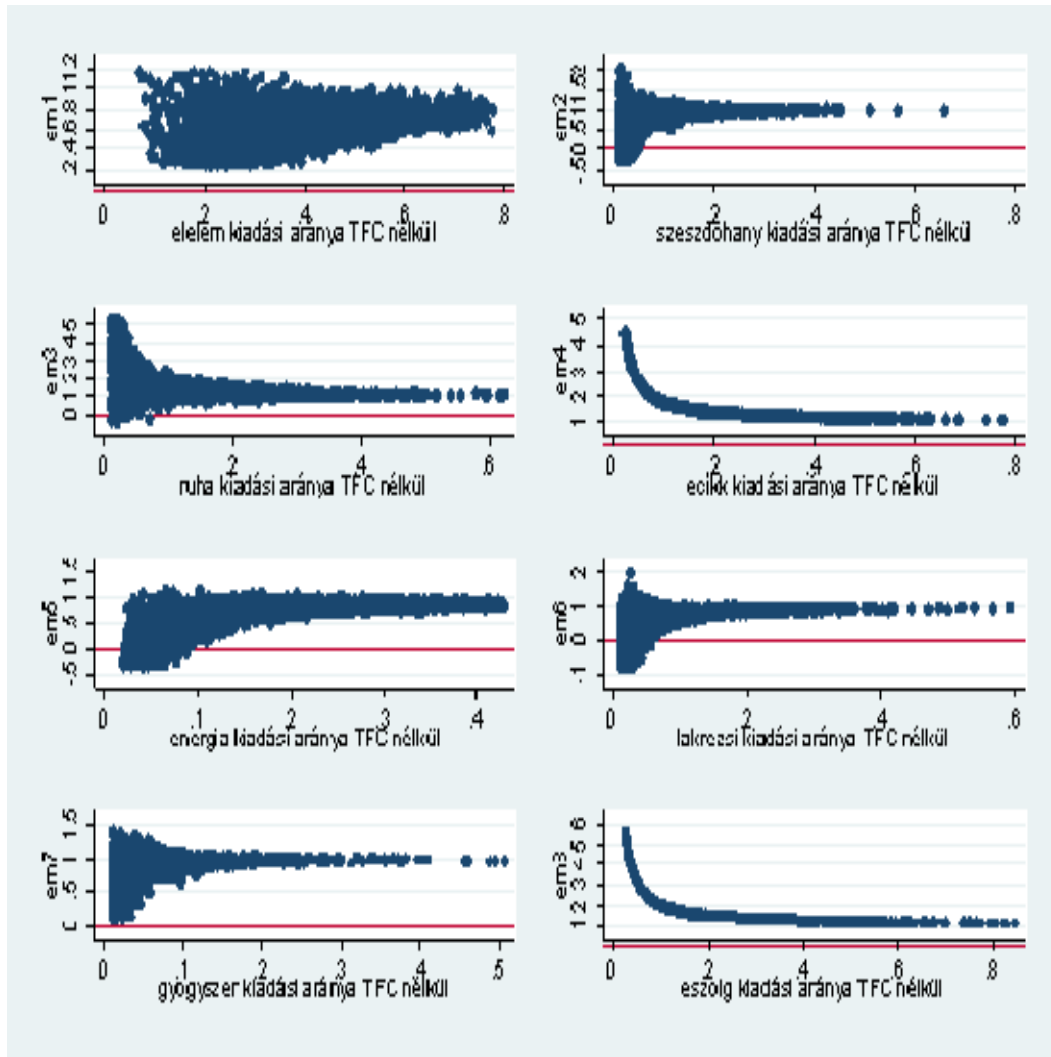 em1
.2 .4 .6 .8 1 1.2
0 .2 .4 .6 .8
elelem kiadási aránya TFC nélkül
em2
-.5 0 .5 1 1.5 2
0 .2 .4 .6 .8
szeszdohany kiadási aránya TFC nélkül
em3
0 1 2 3 4 5
0 .2 .4 .6
ruha kiadási aránya TFC nélkül
em4
1 2 3 4 5
0 .2 .4 .6 .8
ecikk kiadási aránya TFC nélkül
em5
-.5 0 .5 1 1.5
0 .1 .2 .3 .4
energia kiadási aránya TFC nélkül
em6
-1 0 1 2
0 .2 .4 .6
lakrezsi kiadási aránya TFC nélkül
em7
0 .5 1 1.5
0 .1 .2 .3 .4 .5
gyogyszer kiadási aránya TFC nélkül
1 2 3 4 5 6
0 .2 .4 .6 .8
eszolg kiadási aránya TFC nélkül